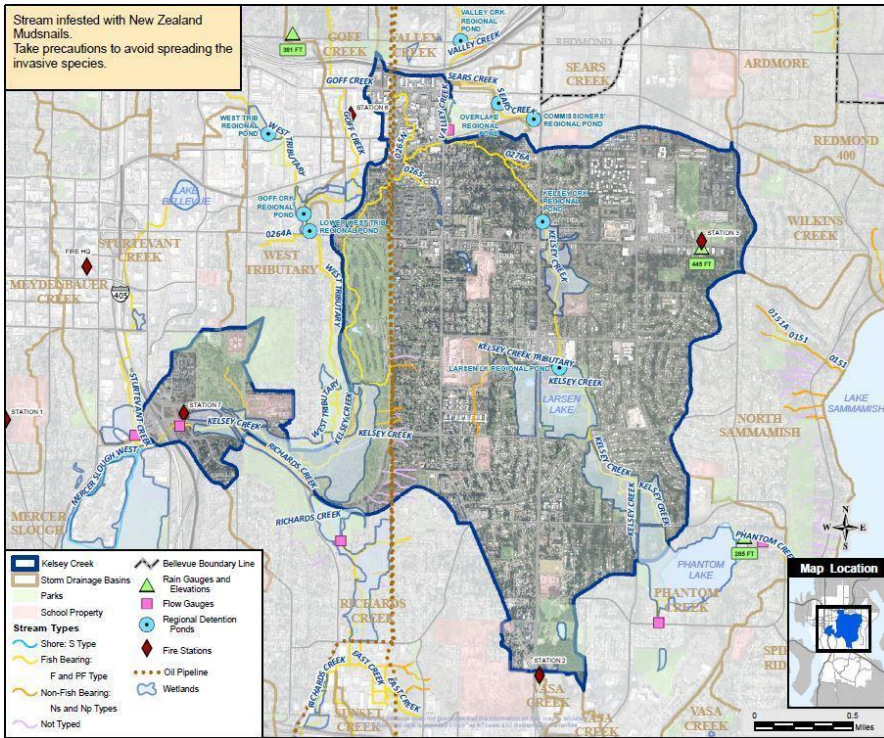 Stream infested with New Zealand
Mudsnails.
Take precautions to avoid spreading the
invasive species.
GOFF
CREEK
381 FT
VALLEY
CREEK
VALLEY CRK
REGIONAL
POND
VALLEY CREEK
REDMOND
SEARS
CREEK
ARDMORE
GOFF CREEK
SEARS CREEK
SEARS CREEK
STATION 6
WEST TRIB
REGIONAL
POND
WEST TRIBUTARY
GOFF CREEK
0265N
VALLEY CREEK
OVERLAKE
REGIONAL
POND
COMMISSIONERS'
REGIONAL POND
REDMOND
400
0276A
0265
LAKE
BELLEVUE
GOFF CRK
REGIONAL
POND
LOWER WEST TRIB
REGIONAL POND
0264A
KELSEY CRK
REGIONAL
POND
STATION 3
445 FT
WILKINS
CREEK
STURTEVANT
CREEK
FIRE HQ
WEST
TRIBUTARY
KELSEY CREEK
MEYDENBAUER
CREEK
405
WEST TRIBUTARY
0151A
0151
0151
KELSEY CREEK TRIBUTARY
LARSEN LK REGIONAL POND
KELSEY CREEK
LARSEN
LAKE
LAKE
SAMMAMISH
STURTEVANT CREEK
WEST TRIBUTARY
KELSEY CREEK
STATION 1
STATION 7
KELSEY CREEK
KELSEY CREEK
RICHARDS CREEK
NORTH
SAMMAMISH
KELSEY CREEK
KELSEY CREEK
KELSEY CREEK
MERCER SLOUGH WEST
MERCER
SLOUGH
RICHARDS CREEK
PHANTOM CREEK
265 FT
PHANTOM
LAKE
PHANTOM
CREEK
N
W
E
S
RICHARDS
CREEK
RICHARDS CREEK
EAST CREEK
EAST CREEK
SUNSET
CREEK
STATION 2
VASA
CREEK
VASA
CREEK
VASA
CREEK
Kelsey Creek
Storm Drainage Basins
Parks
School Property
Stream Types
Shore: S Type
Fish Bearing:
F and PF Type
Non-Fish Bearing:
Ns and Np Types
Not Typed
Bellevue Boundary Line
Rain Gauges and
Elevations
Flow Gauges
Regional Detention
Ponds
Fire Stations
Oil Pipeline
Wetlands
Map Location
0
0.5
Miles